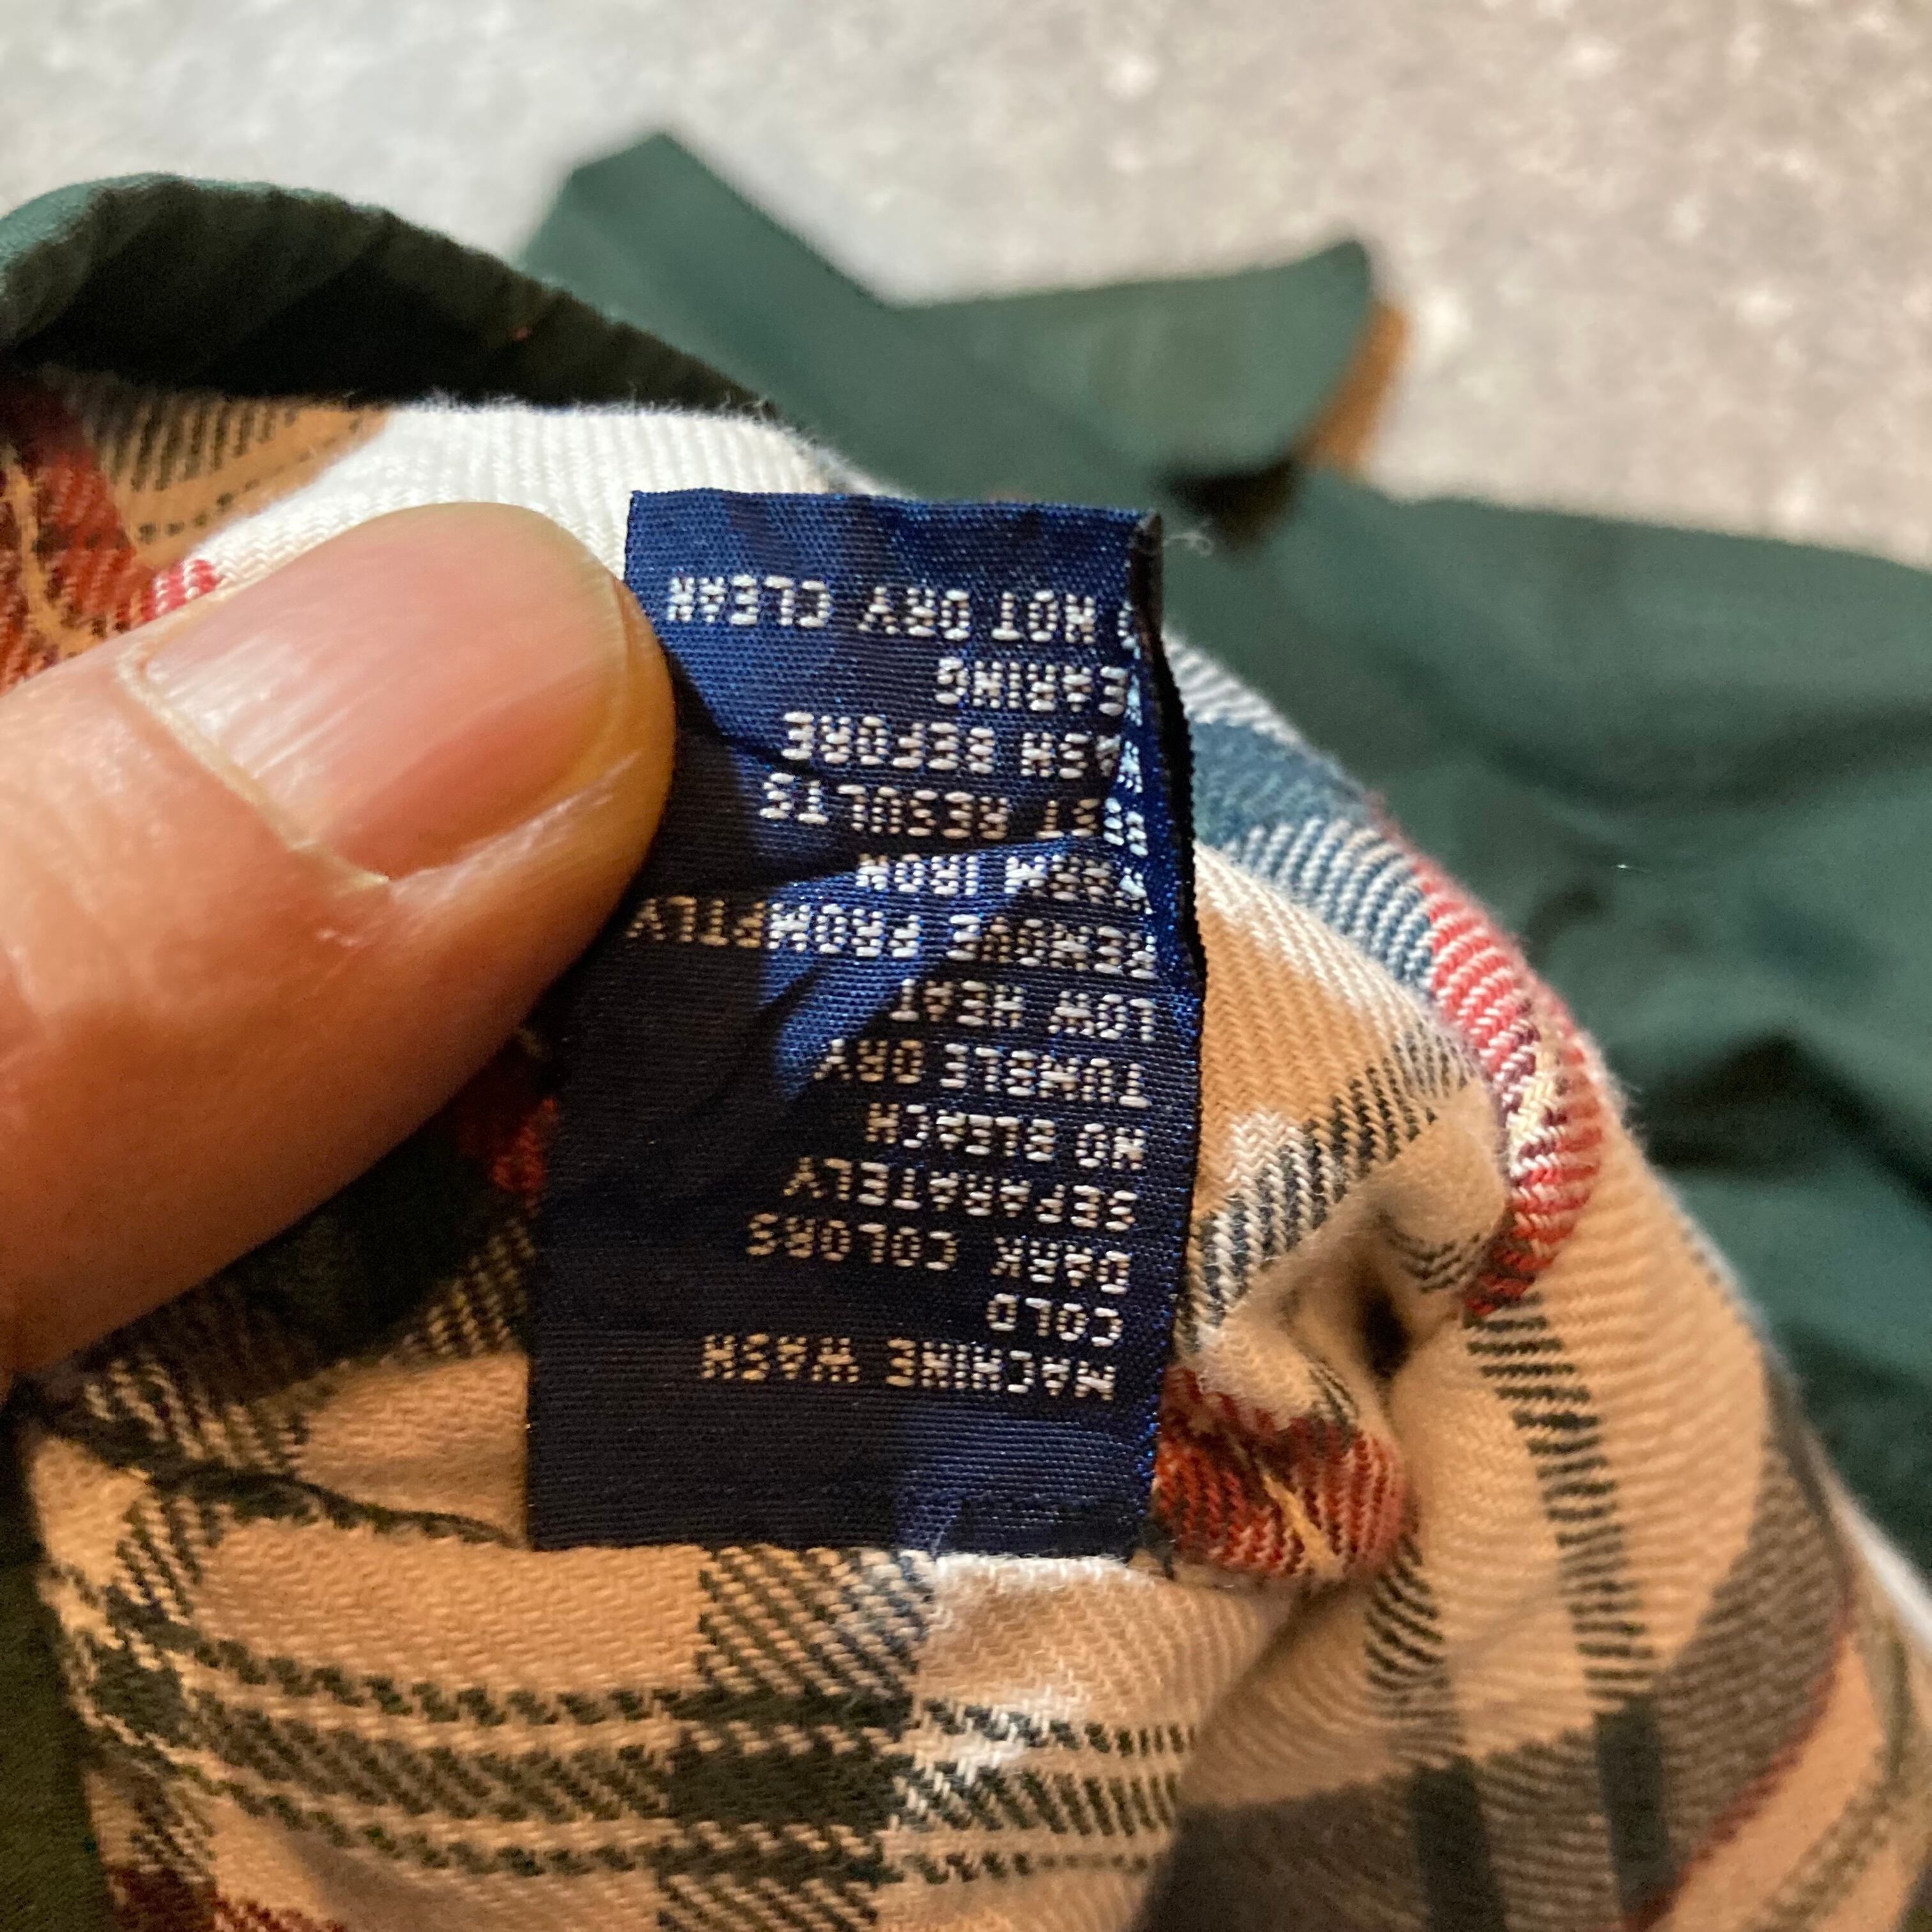 MACHINE WASH
COLD
DARK COLORS
SEPARATELY
NO BLEACH
TUMBLE DRY
LOW HEAT
REMOVE PROMPTLY
IRON
RESULTS
BEFORE
EARING
NOT DRY CLEAN